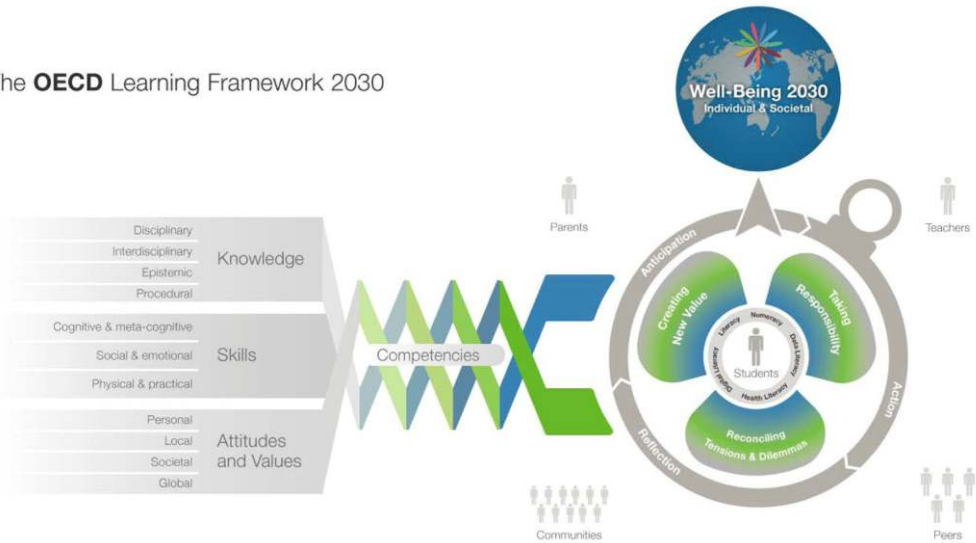 he OECD Learning Framework 2030
Well-Being 2030
Individual & Societal
Parents
Teachers
Disciplinary
Interdisciplinary
Epistemic
Procedural
Knowledge
Cognitive & meta-cognitive
Social & emotional
Physical & practical
Skills
Personal
Local
Societal
Global
Attitudes
and Values
Competencies
Anticipation
Action
Reflection
Creating
New Value
Taking
Responsibility
Reconciling
Tensions & Dilemmas
Literacy
Numeracy
Data Literacy
Health Literacy
Digital Literacy
Students
Communities
Peers